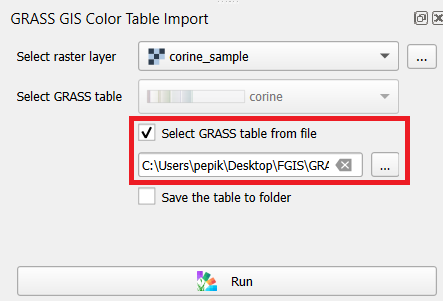 GRASS GIS Color Table Import
Select raster layer corine_sample ...
Select GRASS table corine
Select GRASS table from file
C:\Users\pepik\Desktop\FGIS\GRA ...
Save the table to folder
Run